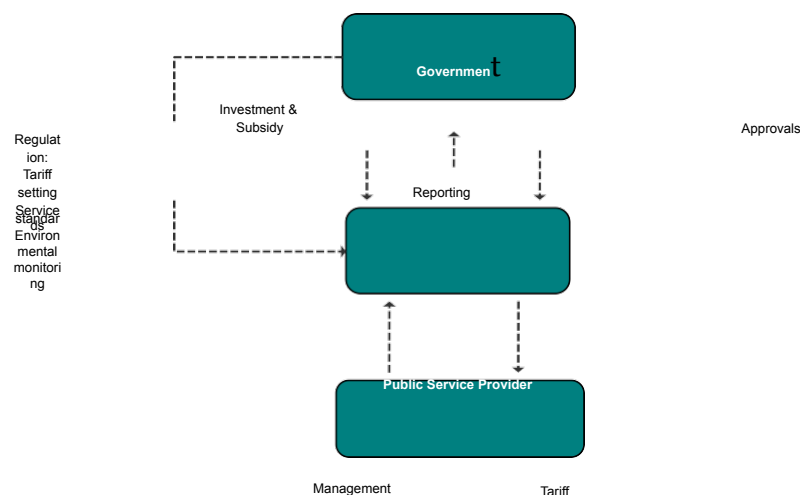 Government
Investment &
Subsidy
Approvals
Regulat
ion:
Tariff
setting
Service
standar
ds
Environ
mental
monitori
ng
Reporting
Public Service Provider
Management
Tariff